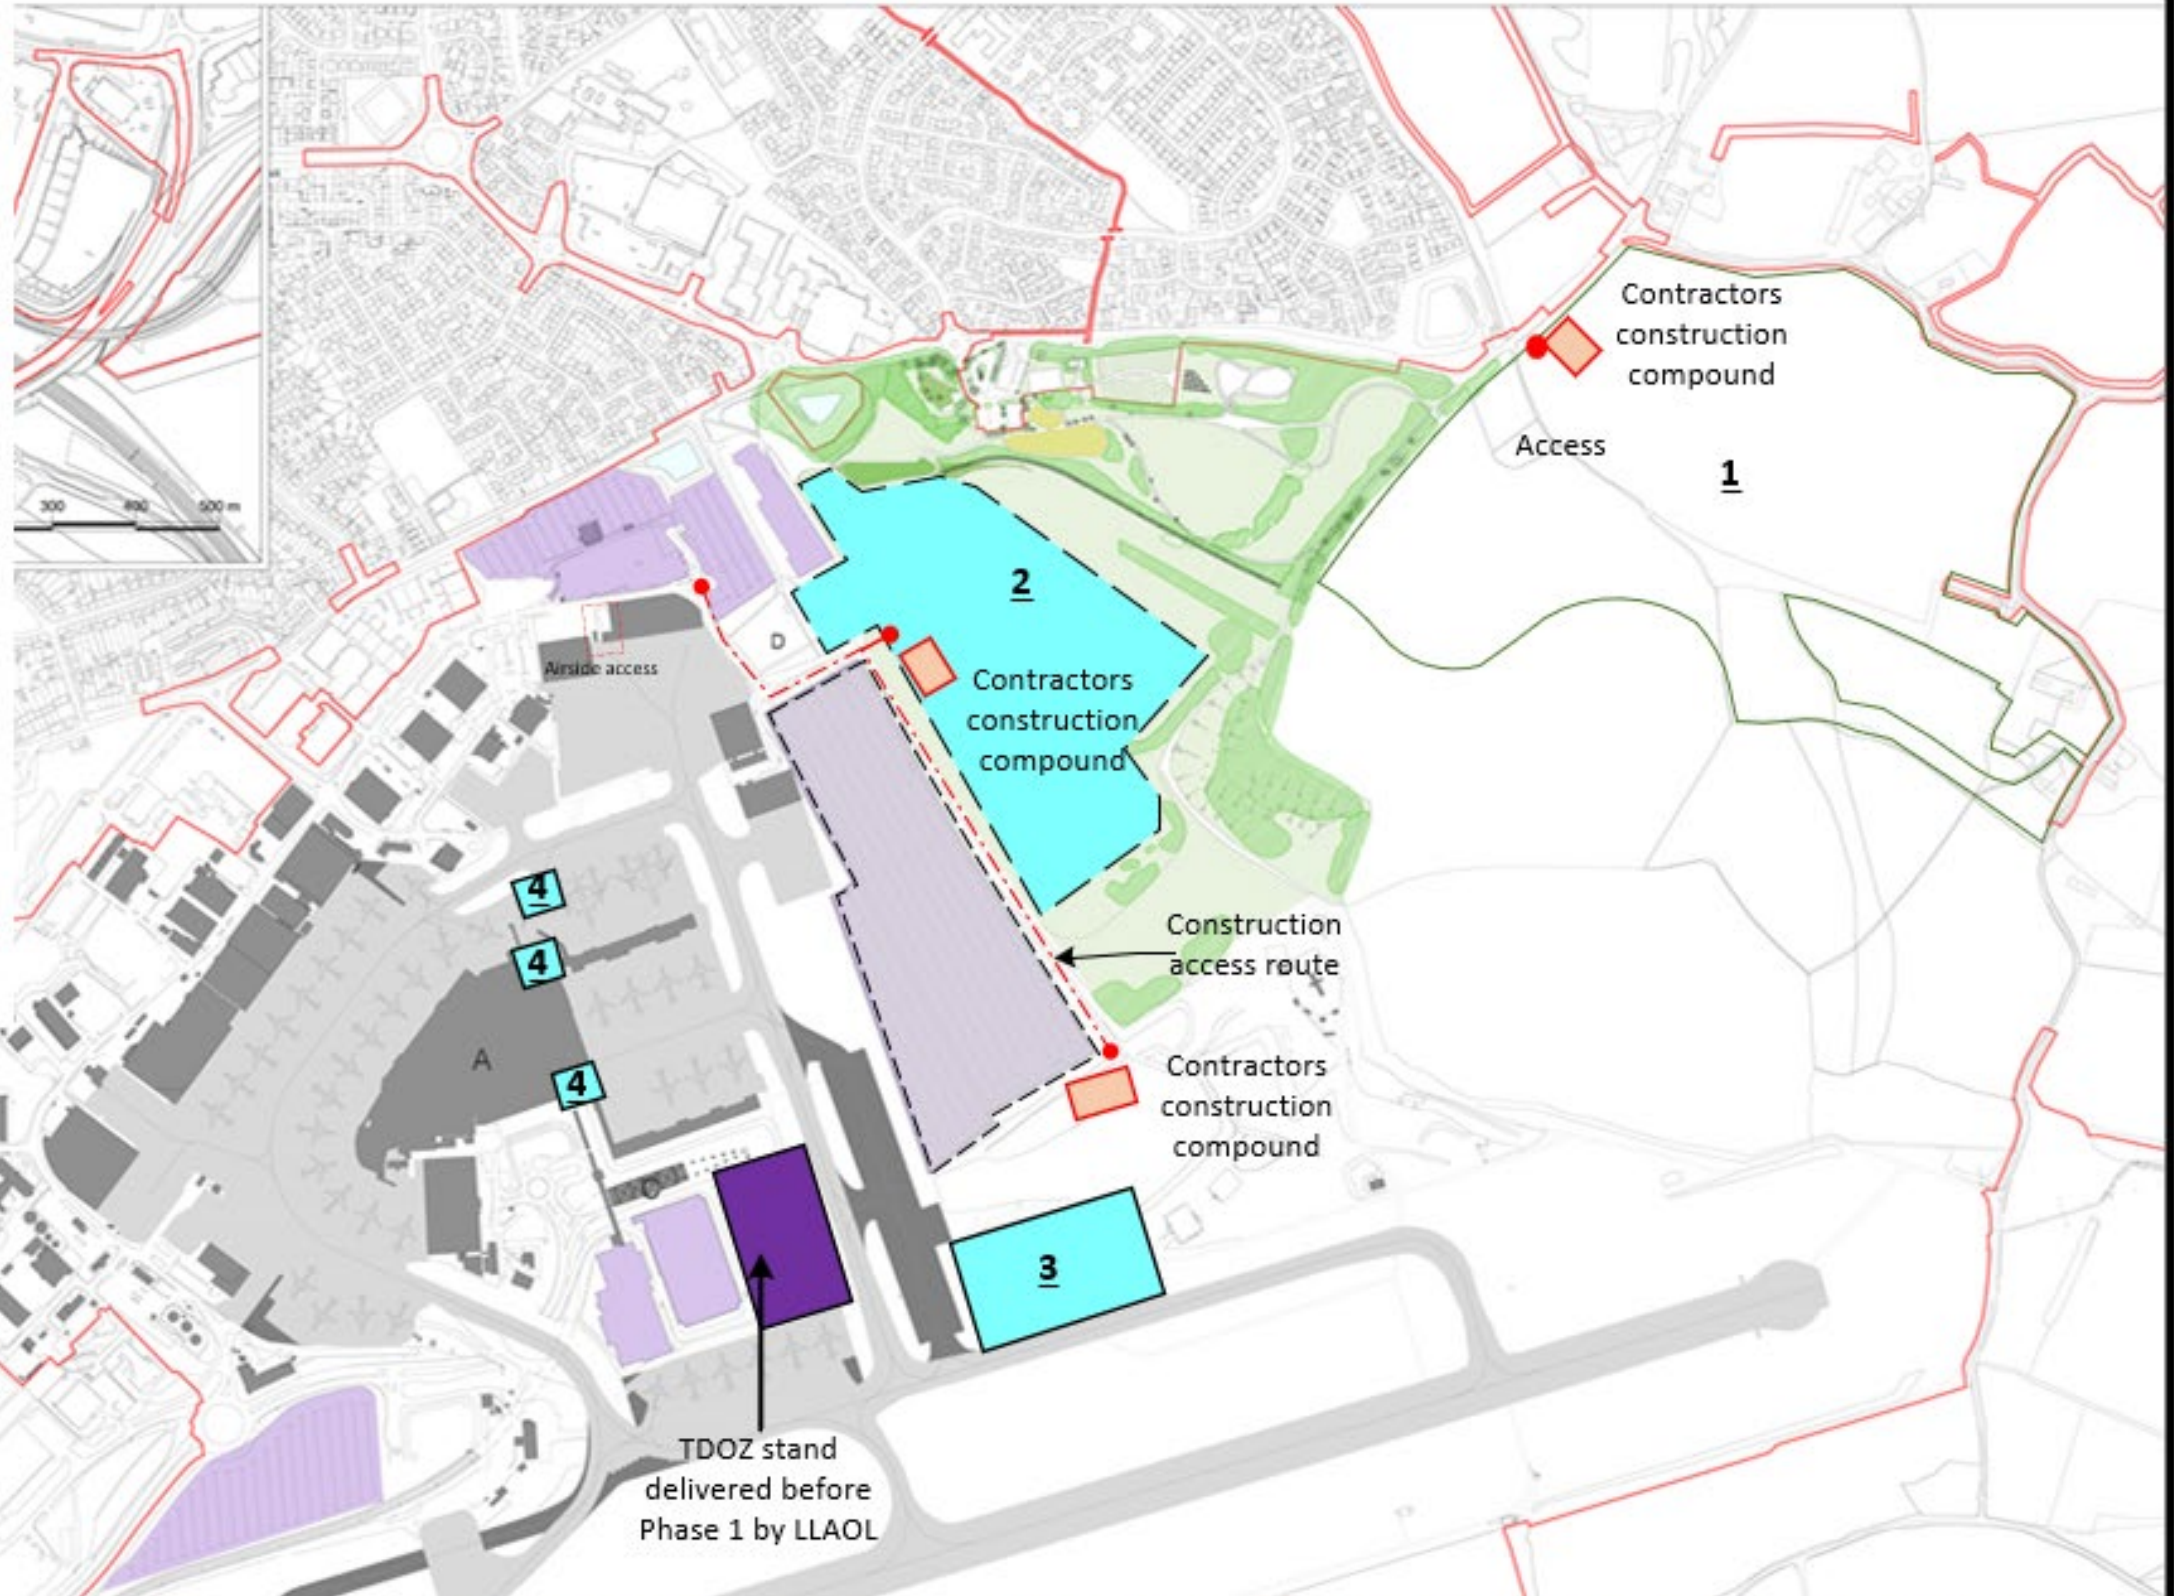 Contractors
construction
compound
Access
1
300
400
500 m
2
D
Airside access
Contractors
construction
compound
4
4
Construction
access route
A
4
Contractors
construction
compound
C
3
TDOZ stand
delivered before
Phase 1 by LLAOL